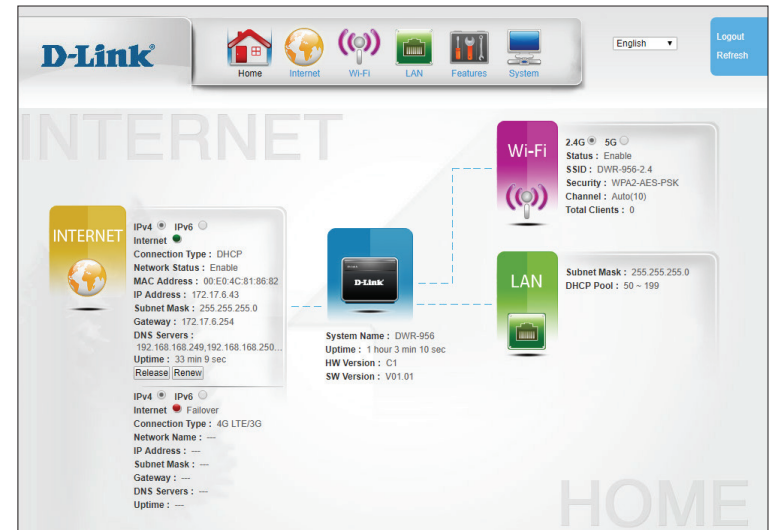 D-Link
Home
Internet
Wi-Fi
LAN
Features
System
English
Logout
Refresh
INTERNET
INTERNET
IPv4 IPv6
Internet
Connection Type : DHCP
Network Status : Enable
MAC Address : 00:E0:4C:81:86:82
IP Address : 172.17.6.43
Subnet Mask : 255.255.255.0
Gateway : 172.17.6.254
DNS Servers :
192.168.168.249,192.168.168.250...
Uptime : 33 min 9 sec
Release Renew
IPv4 IPv6
Internet Failover
Connection Type : 4G LTE/3G
Network Name : ---
IP Address : ---
Subnet Mask : ---
Gateway : ---
DNS Servers : ---
Uptime : ---
D-Link
System Name : DWR-956
Uptime : 1 hour 3 min 10 sec
HW Version : C1
SW Version : V01.01
Wi-Fi
2.4G 5G
Status : Enable
SSID : DWR-956-2.4
Security : WPA2-AES-PSK
Channel : Auto(10)
Total Clients : 0
LAN
Subnet Mask : 255.255.255.0
DHCP Pool : 50 ~ 199
HOME